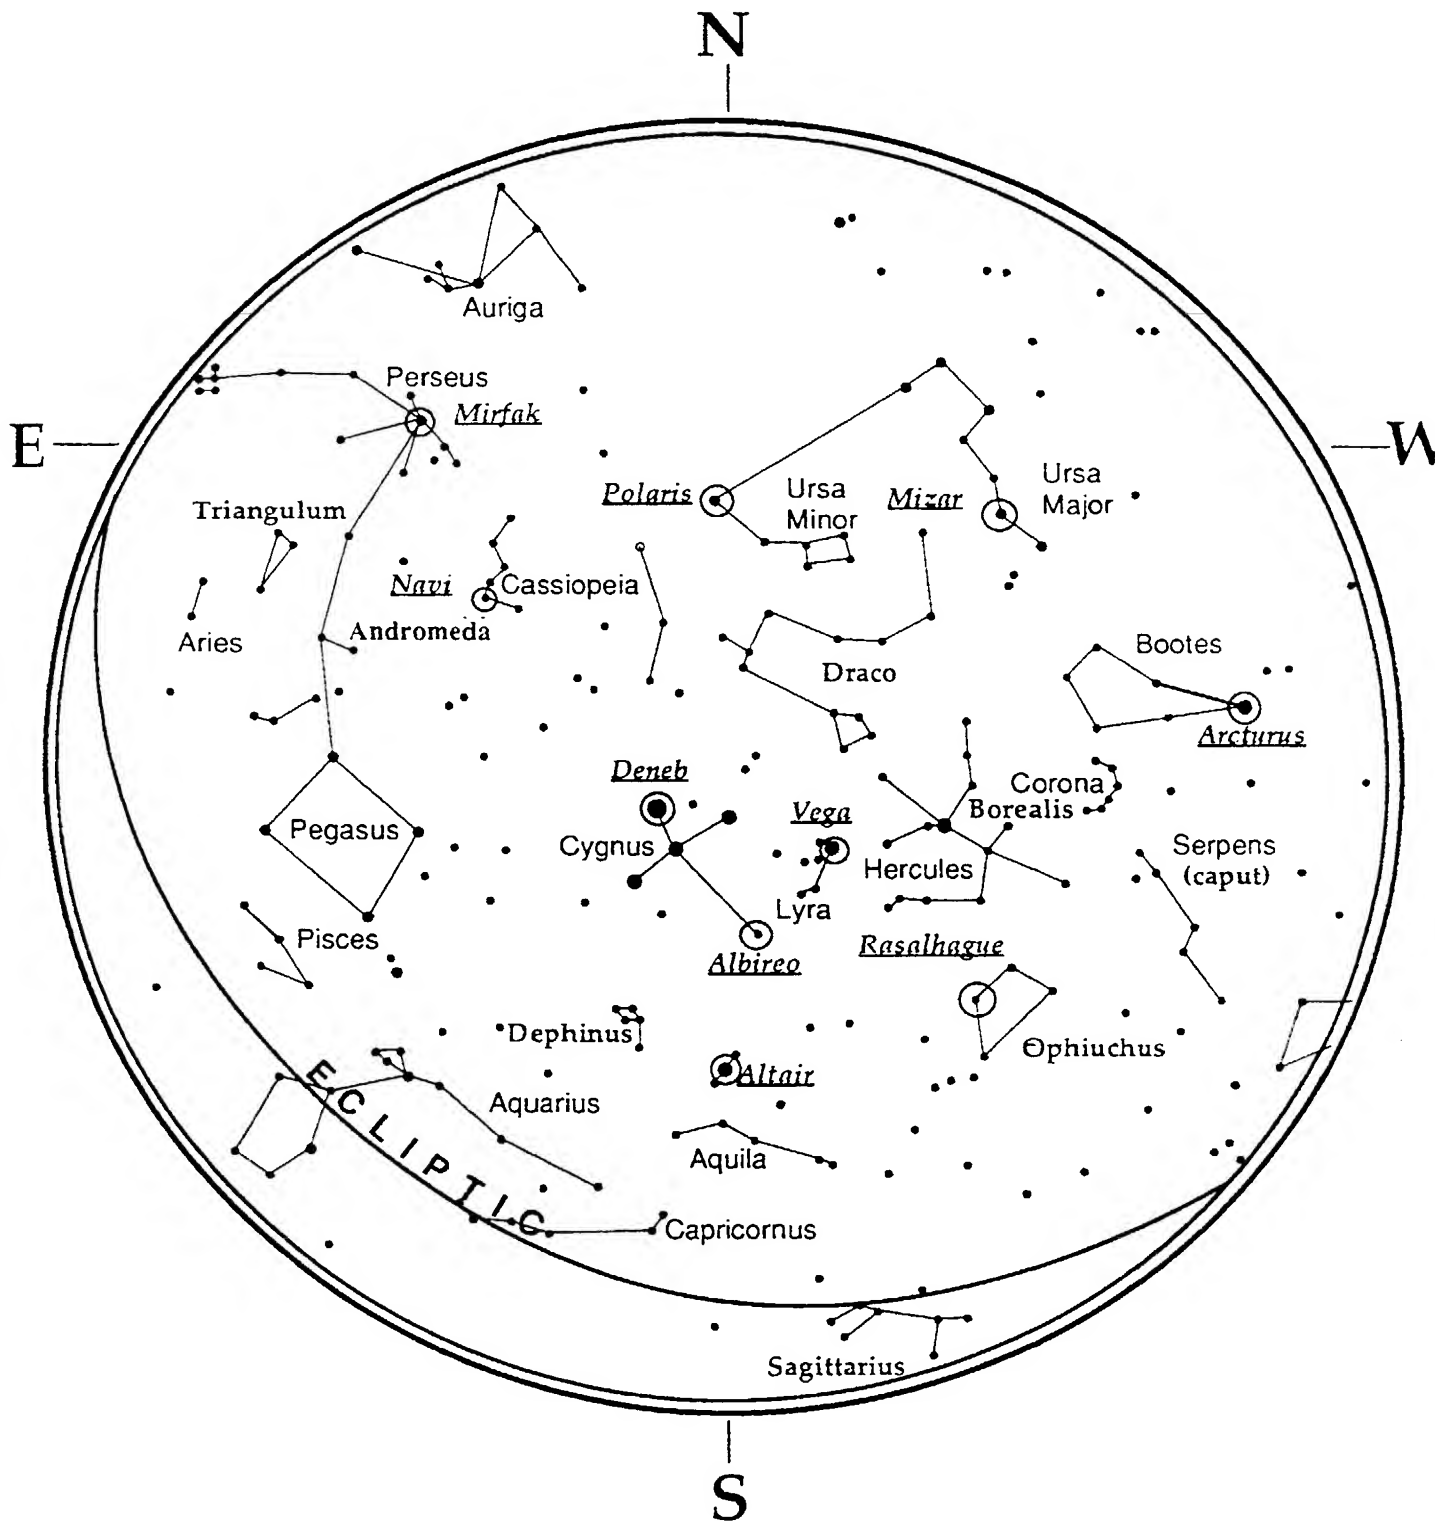 N
Auriga
Perseus
Mirfak
E
W
Polaris
Ursa
Minor
Mizar
Ursa
Major
Triangulum
Navi
Cassiopeia
Aries
Andromeda
Draco
Bootes
Arcturus
Deneb
Vega
Corona
Borealis
Pegasus
Cygnus
Hercules
Serpens
(caput)
Lyra
Pisces
Albireo
Rasalhague
Dephinus
Ophiuchus
Altair
Aquarius
ECLIPTIC
Aquila
Capricornus
Sagittarius
S